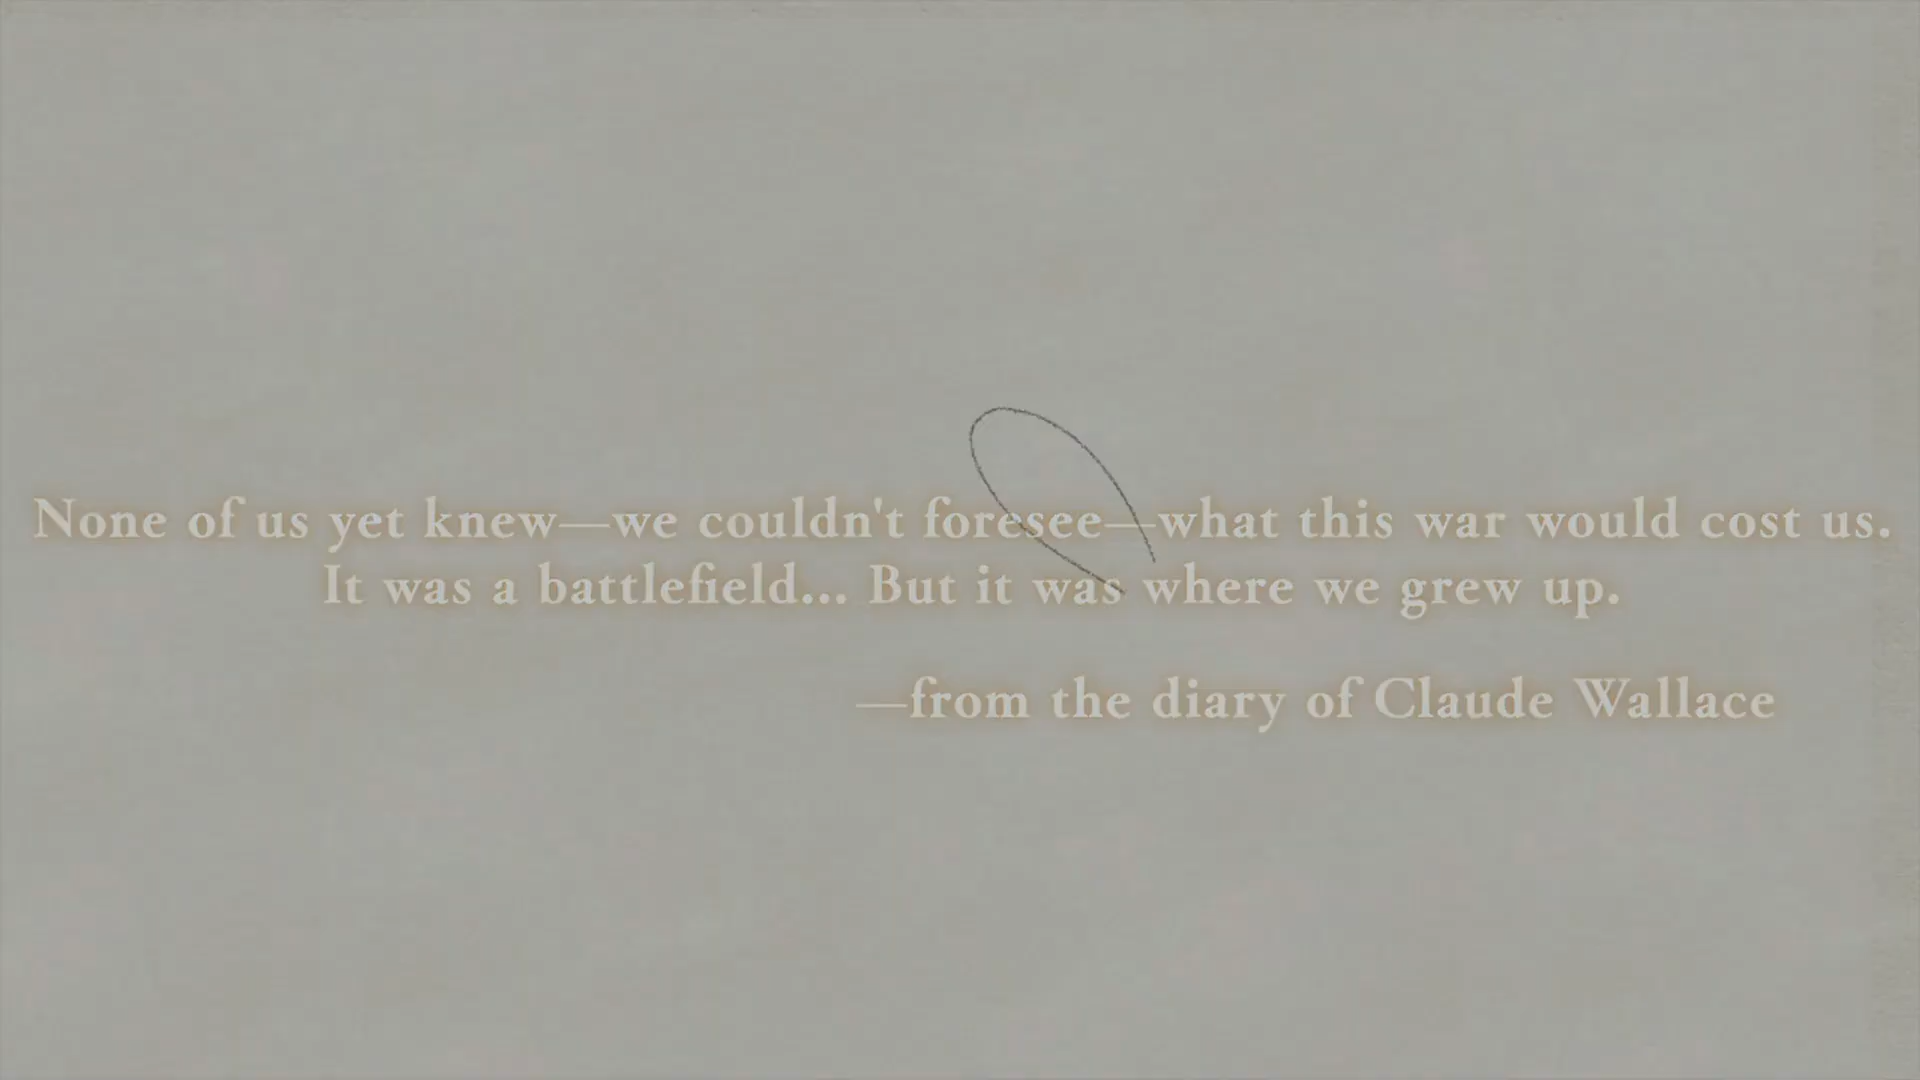 None of us yet knew—we couldn't foresee—what this war would cost us.
It was a battlefield... But it was where we grew up.
—from the diary of Claude Wallace